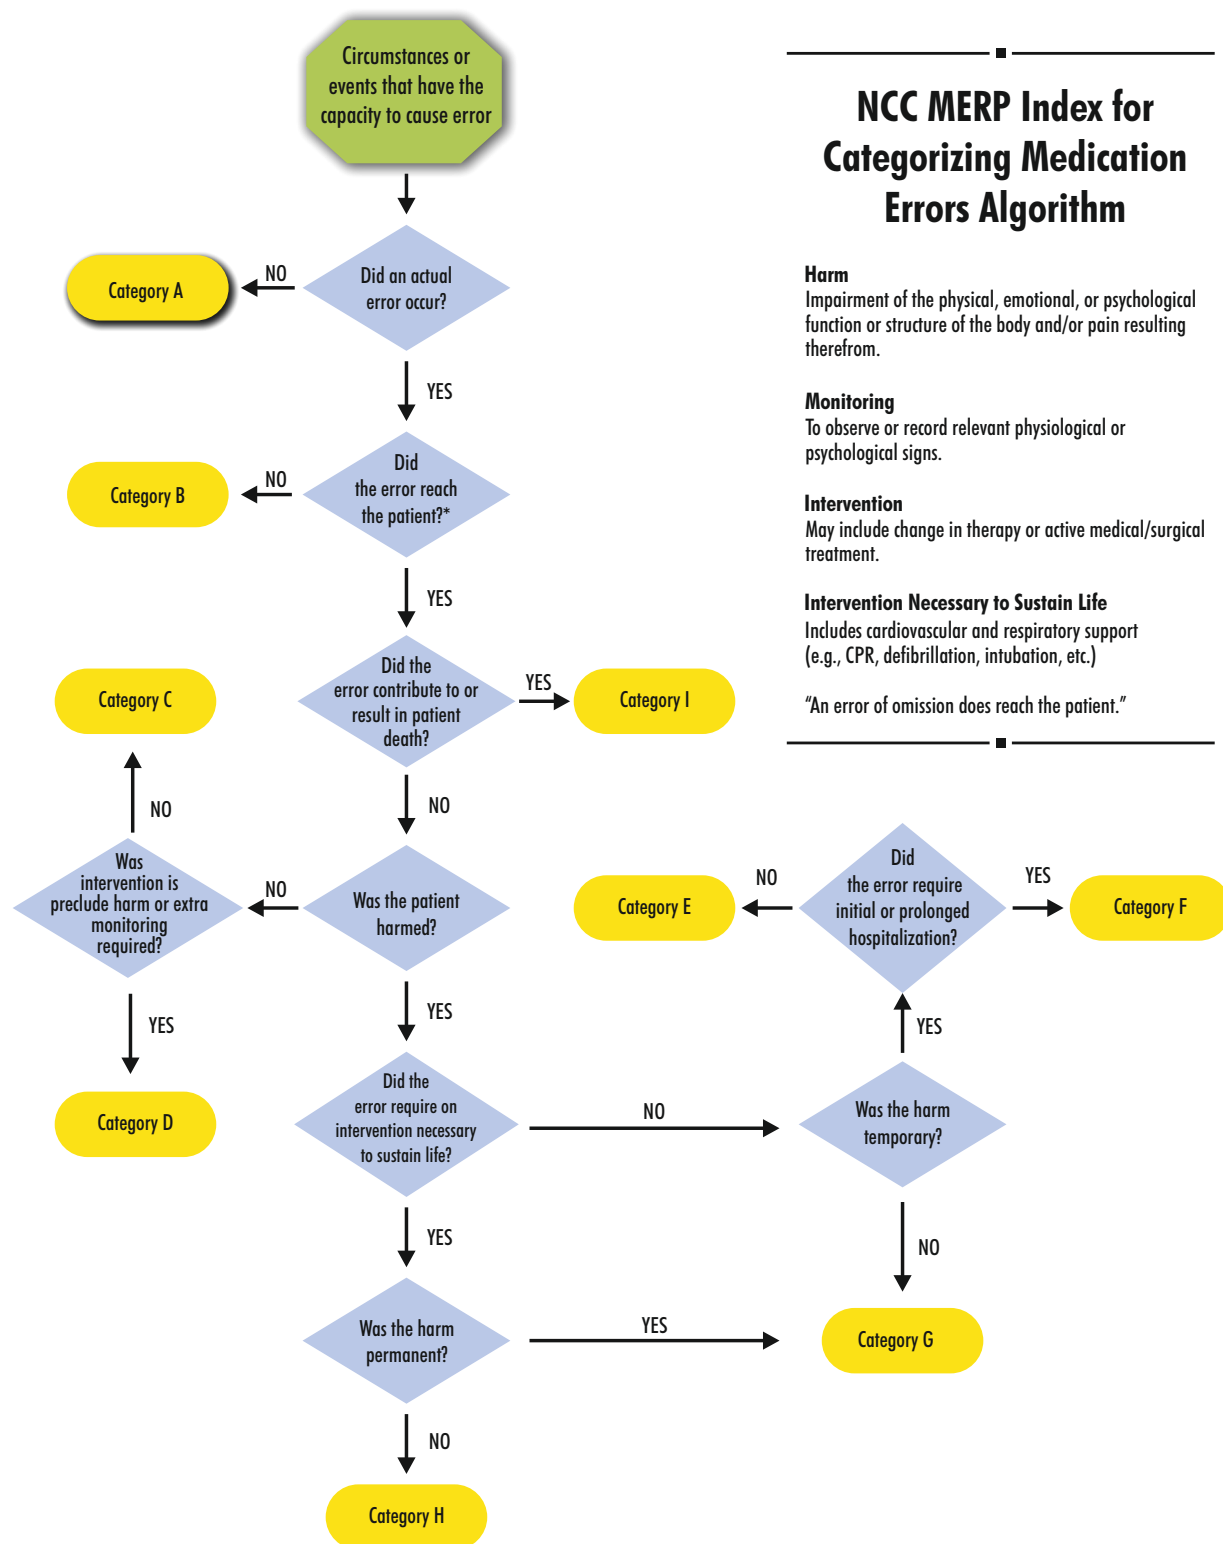 Circumstances or
events that have the
capacity to cause error
NCC MERP Index for
Categorizing Medication
Errors Algorithm
Harm
Impairment of the physical, emotional, or psychological
function or structure of the body and/or pain resulting
therefrom.
Monitoring
To observe or record relevant physiological or
psychological signs.
Intervention
May include change in therapy or active medical/surgical
treatment.
Intervention Necessary to Sustain Life
Includes cardiovascular and respiratory support
(e.g., CPR, defibrillation, intubation, etc.)
“An error of omission does reach the patient.”
Did an actual
error occur?
NO
Category A
YES
Did
the error reach
the patient?*
NO
Category B
YES
Did the
error contribute to or
result in patient
death?
YES
Category I
NO
Was the patient
harmed?
NO
Was
intervention is
preclude harm or extra
monitoring
required?
NO
Category C
YES
Category D
YES
Did the
error require on
intervention necessary
to sustain life?
NO
Was the harm
temporary?
YES
Did
the error require
initial or prolonged
hospitalization?
NO
Category E
YES
Category F
NO
Category G
YES
Was the harm
permanent?
YES
NO
Category H